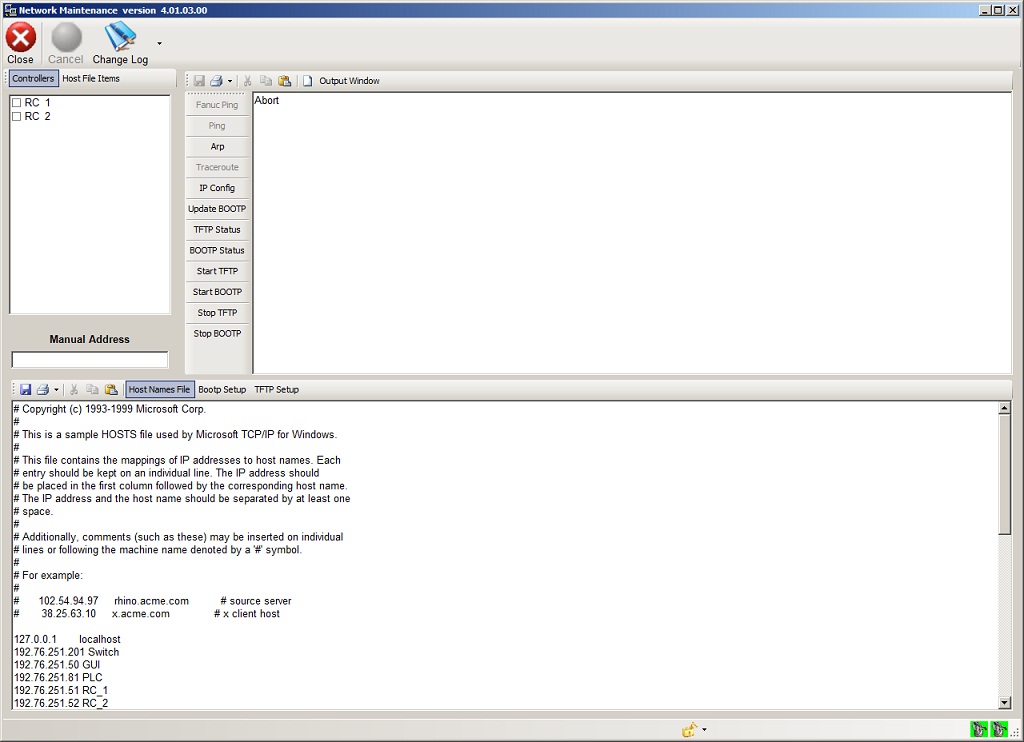 Network Maintenance version 4.01.03.00
Close Cancel Change Log
Controllers Host File Items
RC 1
RC 2
Manual Address
Output Window
Fanuc Ping
Ping
Arp
Traceroute
IP Config
Update BOOTP
TFTP Status
BOOTP Status
Start TFTP
Start BOOTP
Stop TFTP
Stop BOOTP
Abort
Host Names File Bootp Setup TFTP Setup
# Copyright (c) 1993-1999 Microsoft Corp.
#
# This is a sample HOSTS file used by Microsoft TCP/IP for Windows.
#
# This file contains the mappings of IP addresses to host names. Each
# entry should be kept on an individual line. The IP address should
# be placed in the first column followed by the corresponding host name.
# The IP address and the host name should be separated by at least one
# space.
#
# Additionally, comments (such as these) may be inserted on individual
# lines or following the machine name denoted by a '#' symbol.
#
# For example:
#
# 102.54.94.97 rhino.acme.com # source server
# 38.25.63.10 x.acme.com # x client host
127.0.0.1 localhost
192.76.251.201 Switch
192.76.251.50 GUI
192.76.251.81 PLC
192.76.251.51 RC_1
192.76.251.52 RC_2